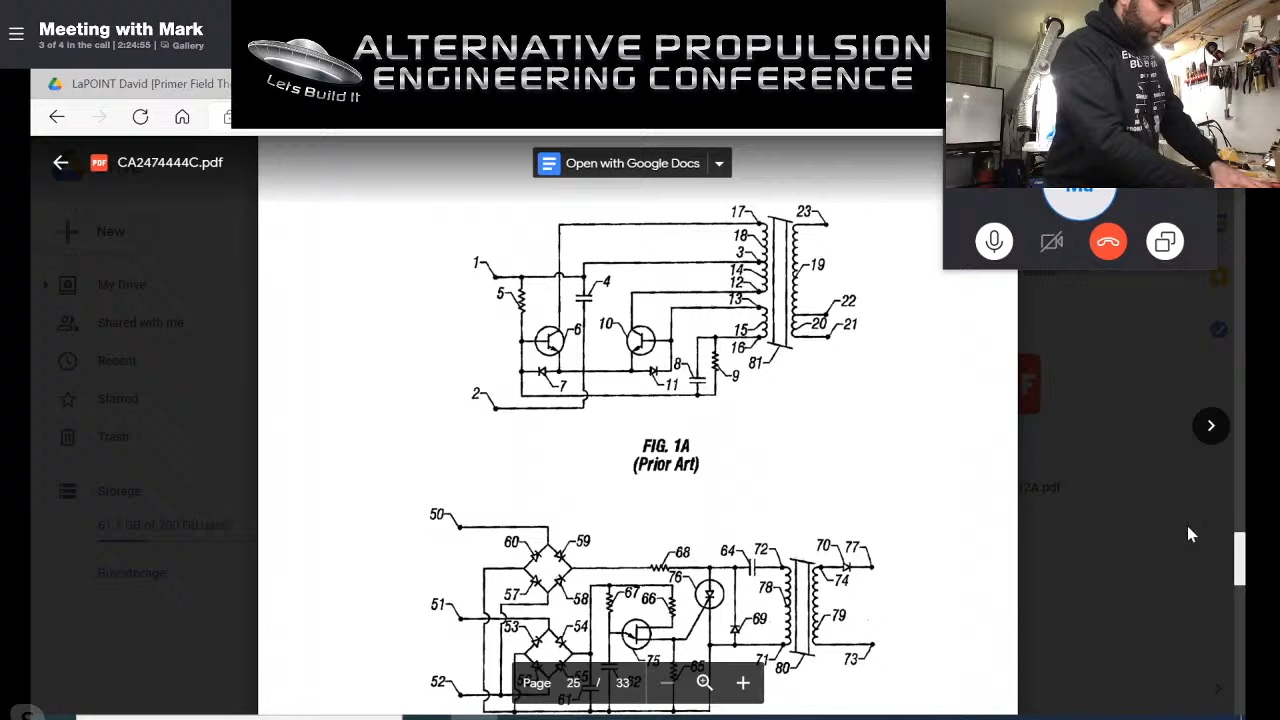 Meeting with Mark
3 of 4 in the call | 2:24:55 | Gallery
Let's Build It
ALTERNATIVE PROPULSION
ENGINEERING CONFERENCE
LaPOINT David [Primer Field Th
PDF CA2474444C.pdf
Open with Google Docs
New
My Drive
Shared with me
Recent
Starred
Trash
Storage
Buy storage
17 23
18
1 3 19
4 14
5 12
13
6 10 22
15 20 21
16
8 81
7 11 9
2
FIG. 1A
(Prior Art)
50
60 59 68 64 72 70 77
76 74
57 58 67 66 78
51 79
53 54 69
75 71 80 73
52 65
61
Page 25 / 33